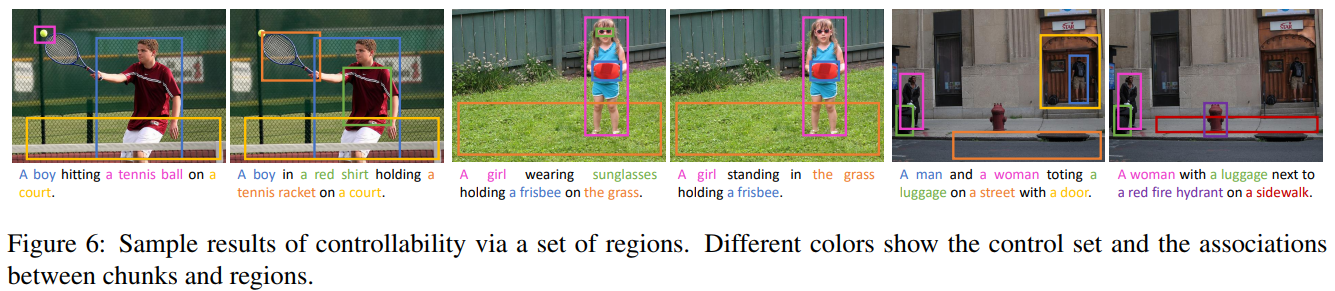 A boy hitting a tennis ball on a
court.
A boy in a red shirt holding a
tennis racket on a court.
A girl wearing sunglasses
holding a frisbee on the grass.
A girl standing in the grass
holding a frisbee.
A man and a woman toting a
luggage on a street with a door.
A woman with a luggage next to
a red fire hydrant on a sidewalk.
Figure 6: Sample results of controllability via a set of regions. Different colors show the control set and the associations
between chunks and regions.